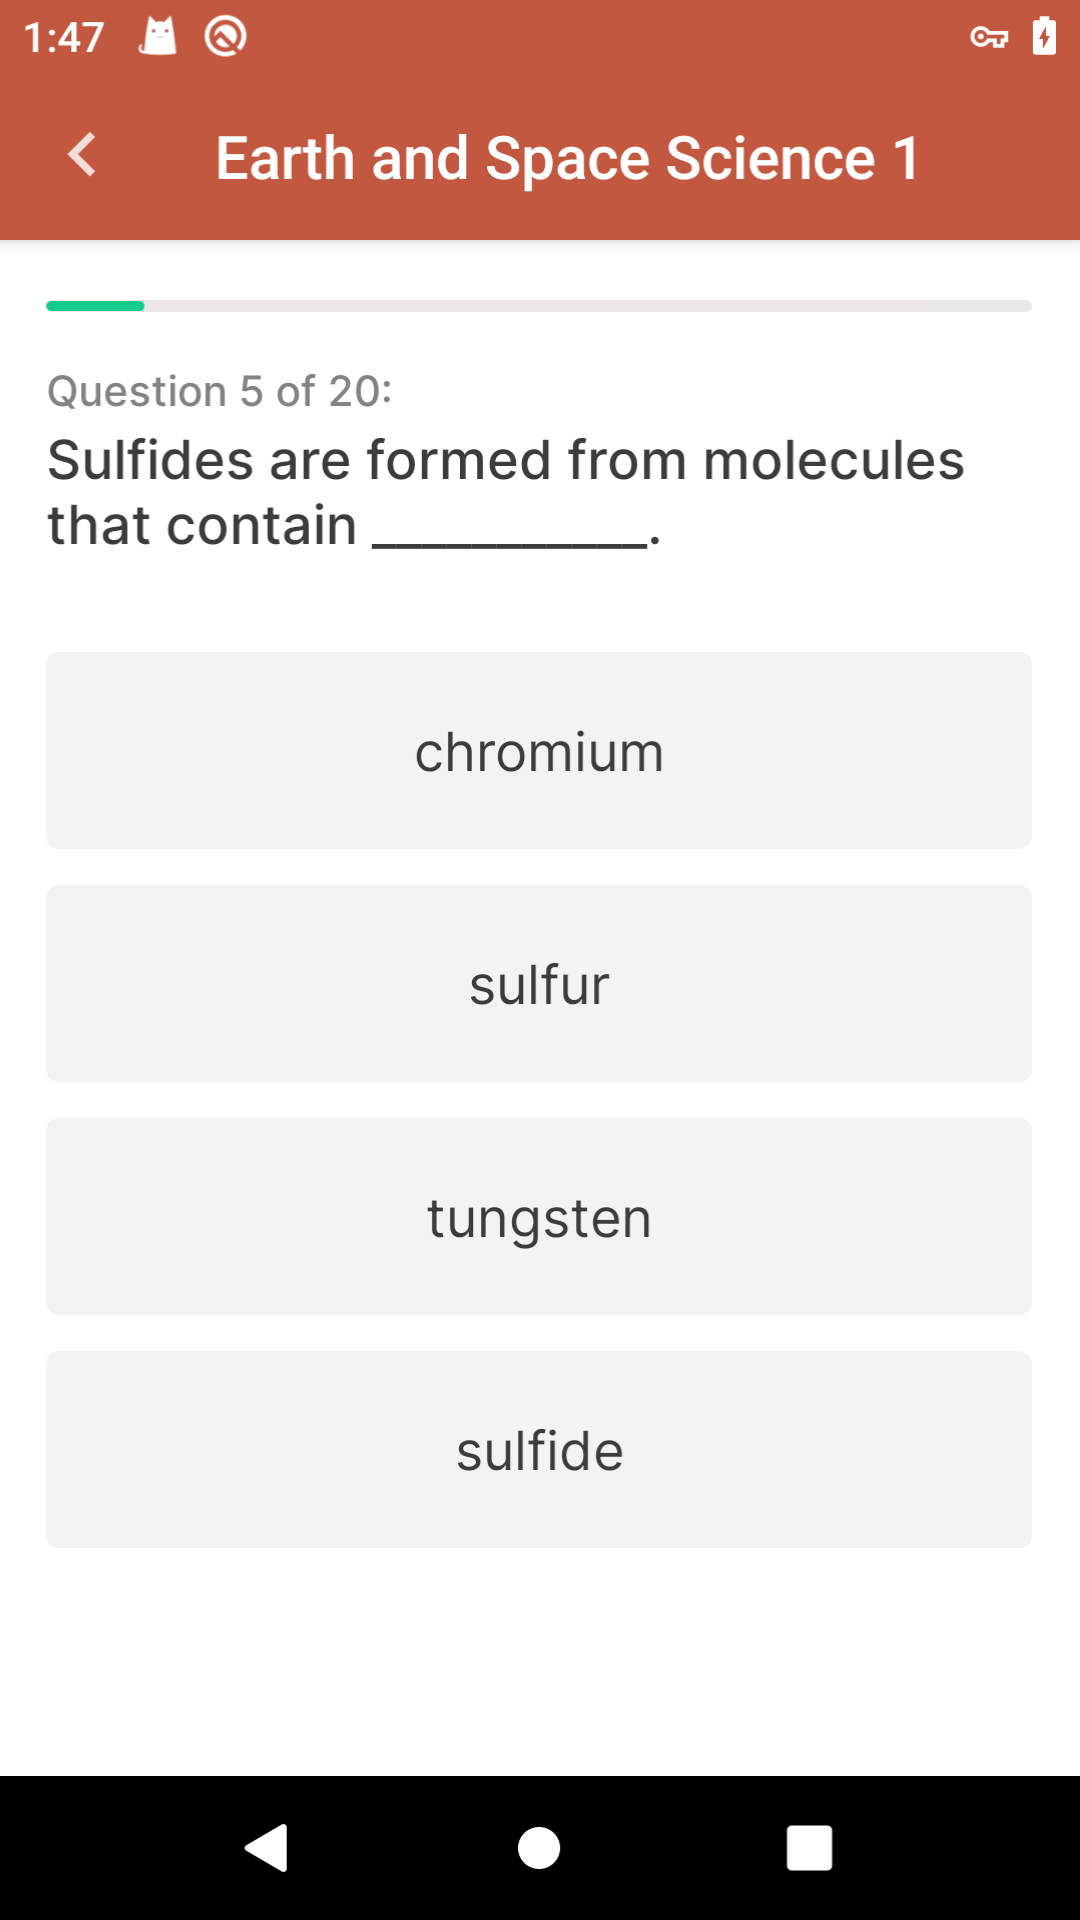 1:47
Earth and Space Science 1
Question 5 of 20:
Sulfides are formed from molecules
that contain ___________.
chromium
sulfur
tungsten
sulfide